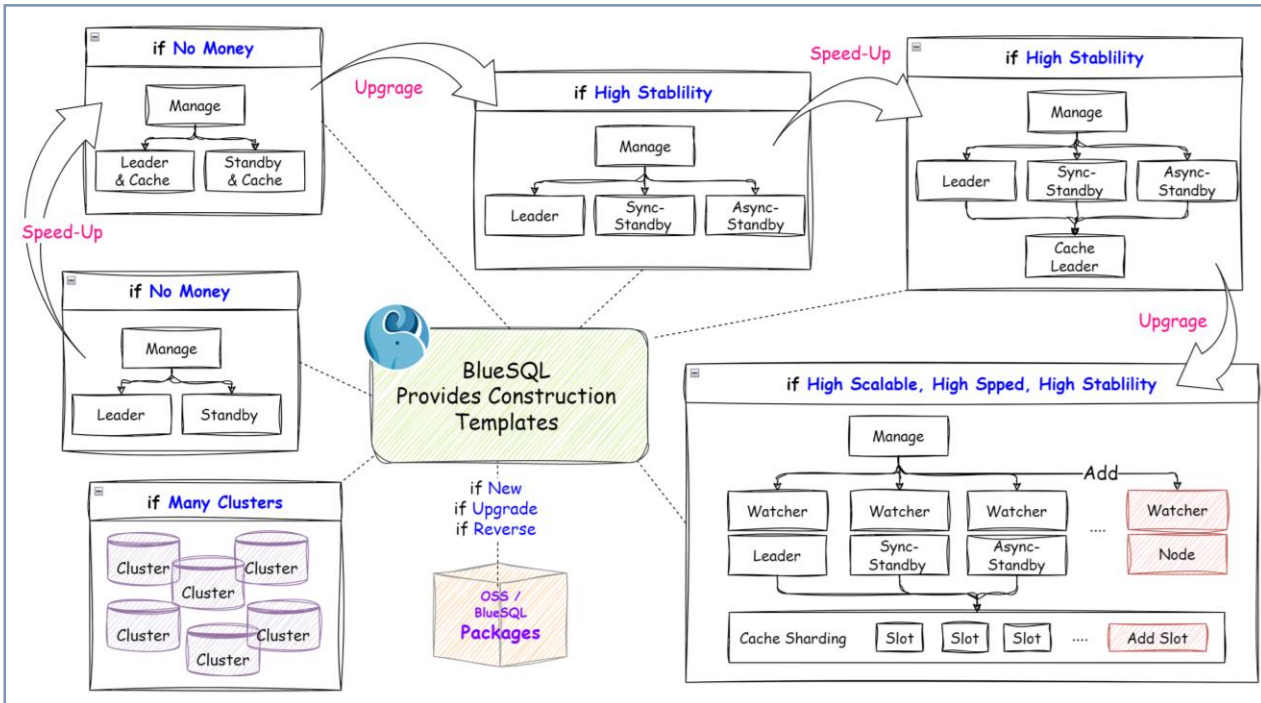 if No Money
Manage
Leader
& Cache
Standby
& Cache
Upgrage
if High Stablility
Manage
Leader
Sync-
Standby
Async-
Standby
Speed-Up
if High Stablility
Manage
Leader
Sync-
Standby
Async-
Standby
Cache
Leader
Speed-Up
if No Money
Manage
Leader
Standby
BlueSQL
Provides Construction
Templates
Upgrage
if High Scalable, High Spped, High Stablility
Manage
Add
Watcher
Watcher
Watcher
....
Watcher
Leader
Sync-
Standby
Async-
Standby
Node
Cache Sharding
Slot
Slot
Slot
....
Add Slot
if Many Clusters
Cluster
Cluster
Cluster
Cluster
Cluster
Cluster
if New
if Upgrade
if Reverse
OSS /
BlueSQL
Packages